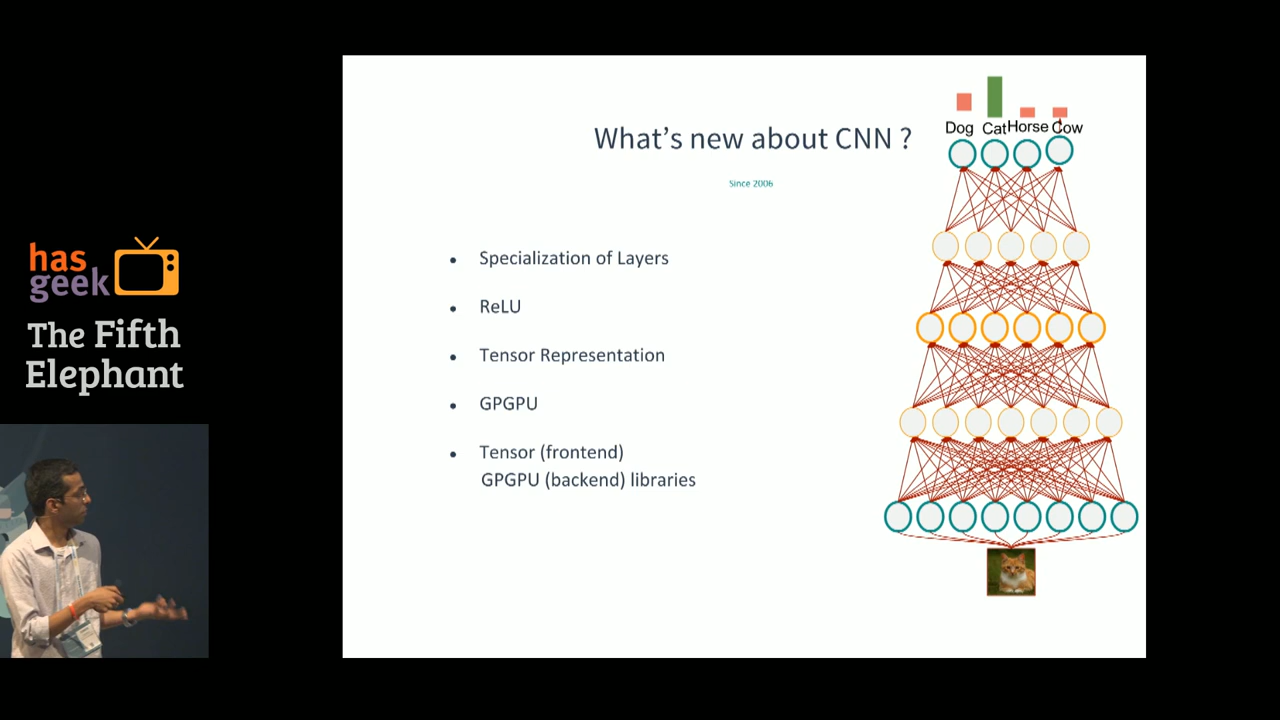 has
geek
The Fifth
Elephant
What's new about CNN ?
Since 2006
• Specialization of Layers
• ReLU
• Tensor Representation
• GPGPU
• Tensor (frontend)
GPGPU (backend) libraries
Dog Cat Horse Cow